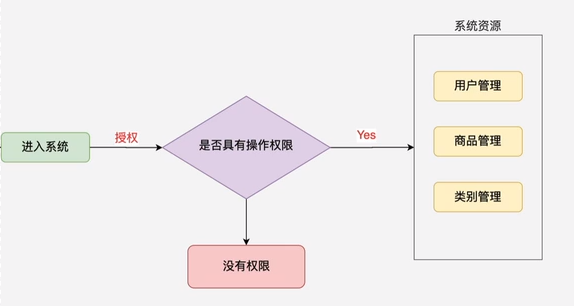 系统资源
用户管理
进入系统
授权
是否具有操作权限
Yes
商品管理
类别管理
没有权限